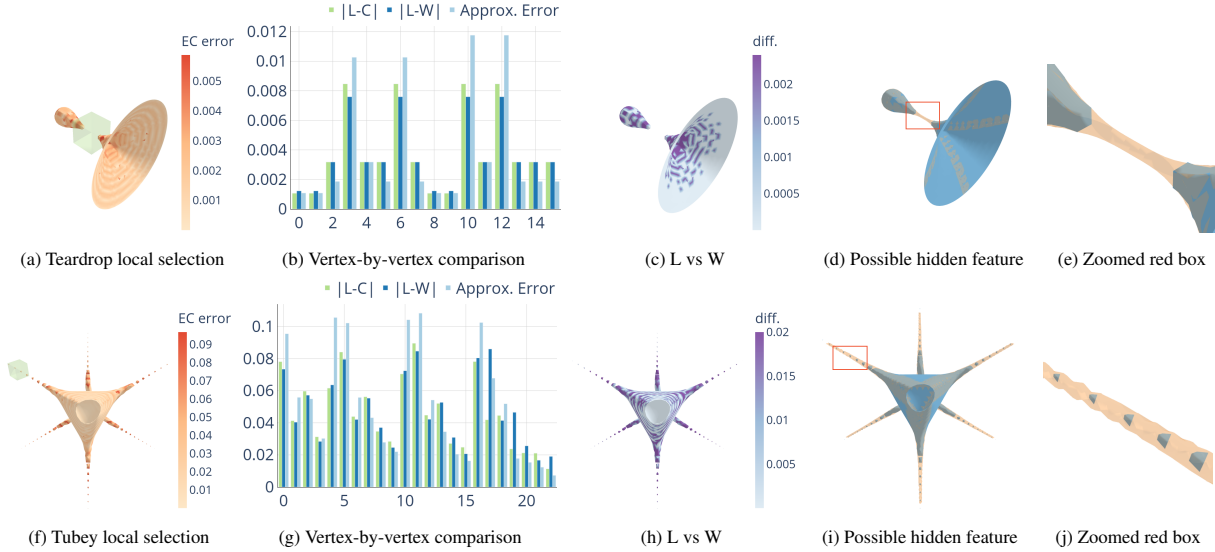 |L-C| |L-W| Approx. Error
EC error
0.005
0.004
0.003
0.002
0.001
0.012
0.01
0.008
0.006
0.004
0.002
0
0 2 4 6 8 10 12 14
diff.
0.002
0.0015
0.001
0.0005
(a) Teardrop local selection
(b) Vertex-by-vertex comparison
(c) L vs W
(d) Possible hidden feature
(e) Zoomed red box
|L-C| |L-W| Approx. Error
EC error
0.09
0.08
0.07
0.06
0.05
0.04
0.03
0.02
0.01
0.1
0.08
0.06
0.04
0.02
0
0 5 10 15 20
diff.
0.02
0.015
0.01
0.005
(f) Tubey local selection
(g) Vertex-by-vertex comparison
(h) L vs W
(i) Possible hidden feature
(j) Zoomed red box